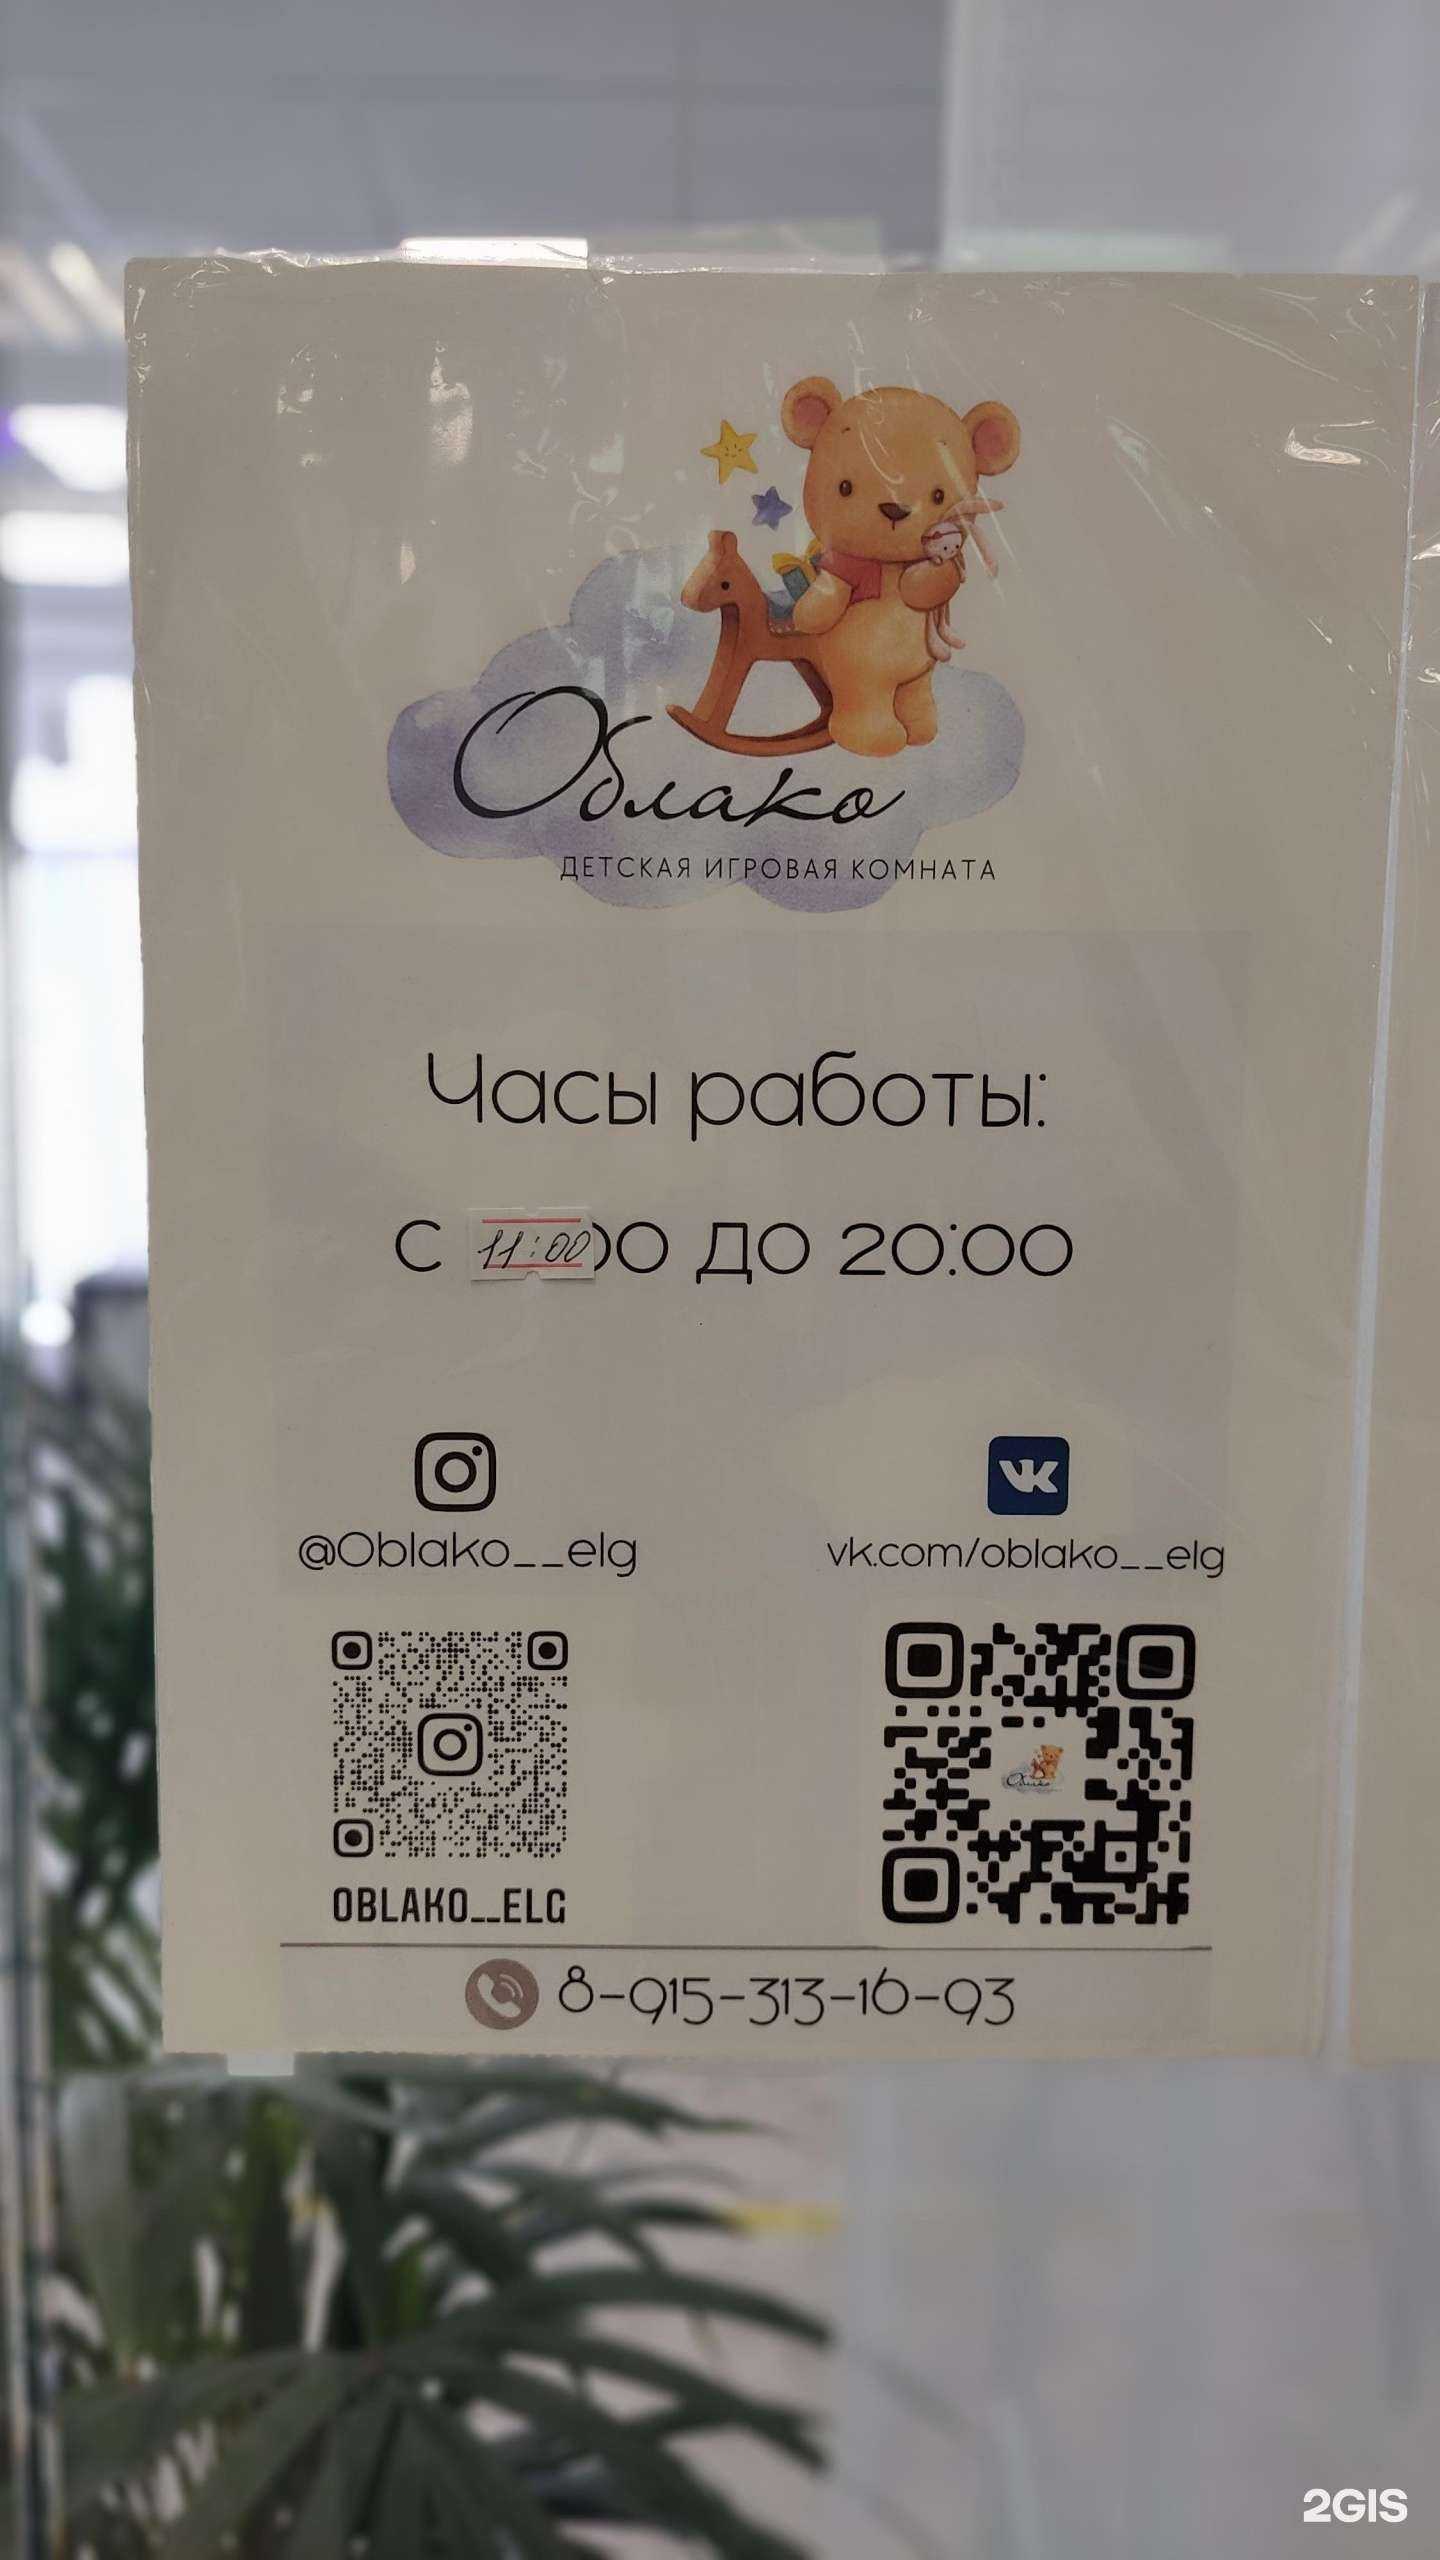 Облако
ДЕТСКАЯ ИГРОВАЯ КОМНАТА
Часы работы:
с 11:00 до 20:00
@Oblako__elg
vk.com/oblako__elg
OBLAKO__ELG
Облако
8-915-313-16-93
2GIS